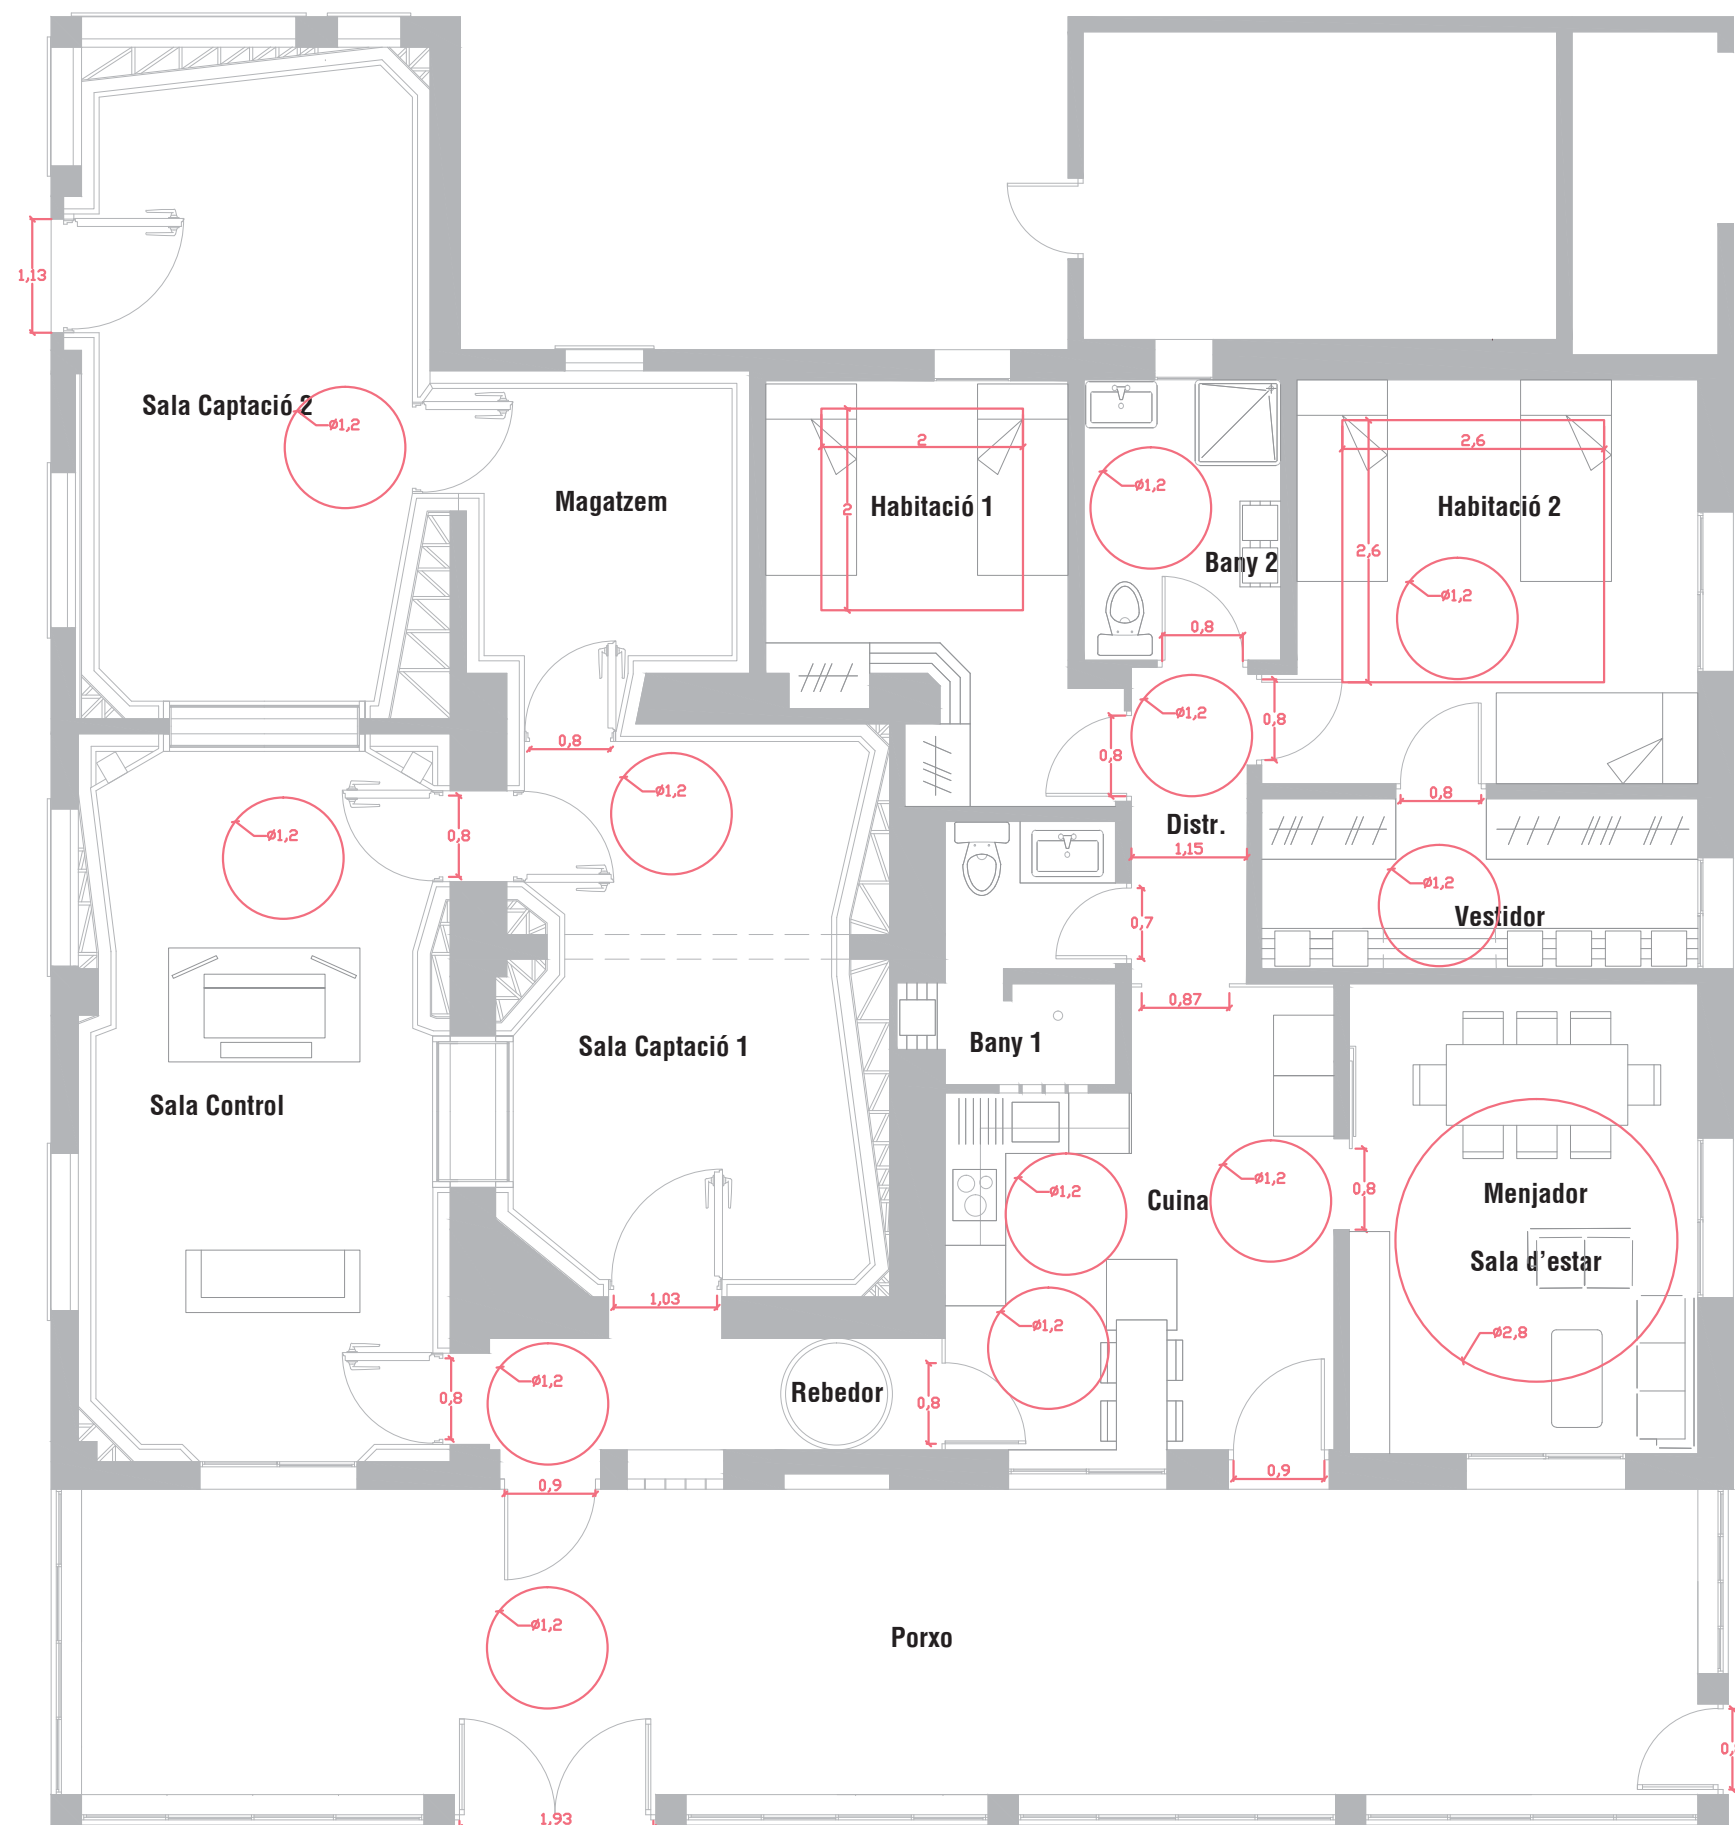 1,13
Sala Captació 2
ø1,2
Magatzem
2
2
Habitació 1
ø1,2
Bany 2
0,8
2,6
2,6
Habitació 2
ø1,2
0,8
ø1,2
0,8
ø1,2
0,8
0,8
ø1,2
0,8
0,8
Distr.
1,15
ø1,2
Vestidor
0,7
0,87
Sala Control
Sala Captació 1
Bany 1
ø1,2
Cuina
ø1,2
0,8
Menjador
Sala d'estar
ø2,8
1,03
ø1,2
0,8
ø1,2
Rebedor
0,8
0,9
0,9
ø1,2
Porxo
1,93
0,